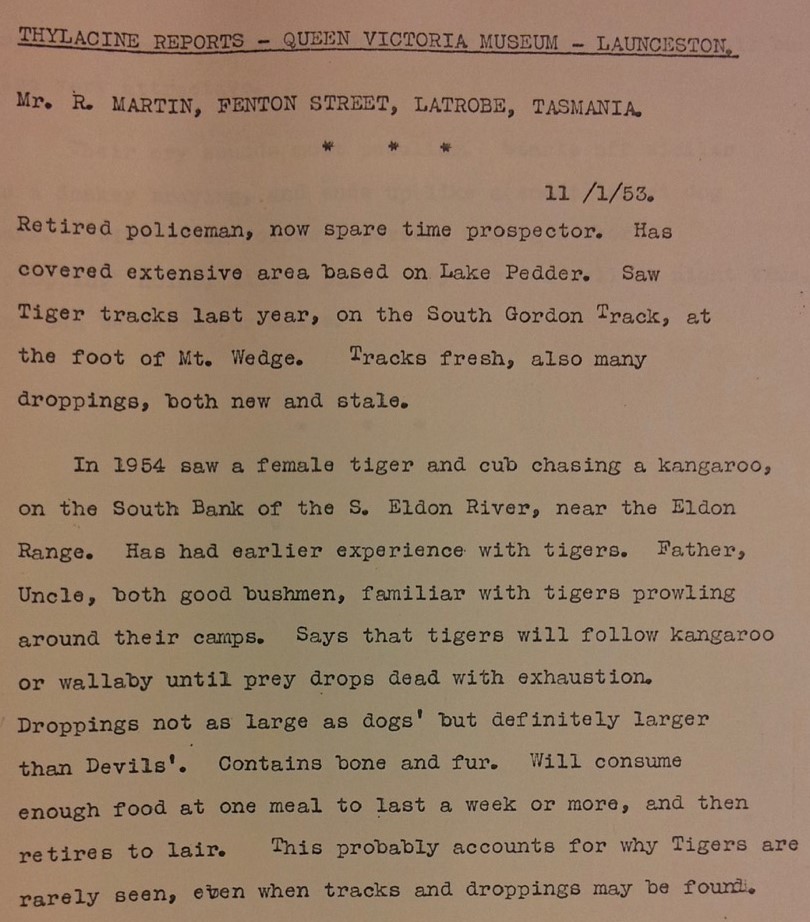 THYLACINE REPORTS - QUEEN VICTORIA MUSEUM - LAUNCESTON.
Mr. R. MARTIN, FENTON STREET, LATROBE, TASMANIA.
* * *
11 /1/53.
Retired policeman, now spare time prospector. Has
covered extensive area based on Lake Pedder. Saw
Tiger tracks last year, on the South Gordon Track, at
the foot of Mt. Wedge. Tracks fresh, also many
droppings, both new and stale.
In 1954 saw a female tiger and cub chasing a kangaroo,
on the South Bank of the S. Eldon River, near the Eldon
Range. Has had earlier experience with tigers. Father,
Uncle, both good bushmen, familiar with tigers prowling
around their camps. Says that tigers will follow kangaroo
or wallaby until prey drops dead with exhaustion.
Droppings not as large as dogs' but definitely larger
than Devils'. Contains bone and fur. Will consume
enough food at one meal to last a week or more, and then
retires to lair. This probably accounts for why Tigers are
rarely seen, even when tracks and droppings may be found.